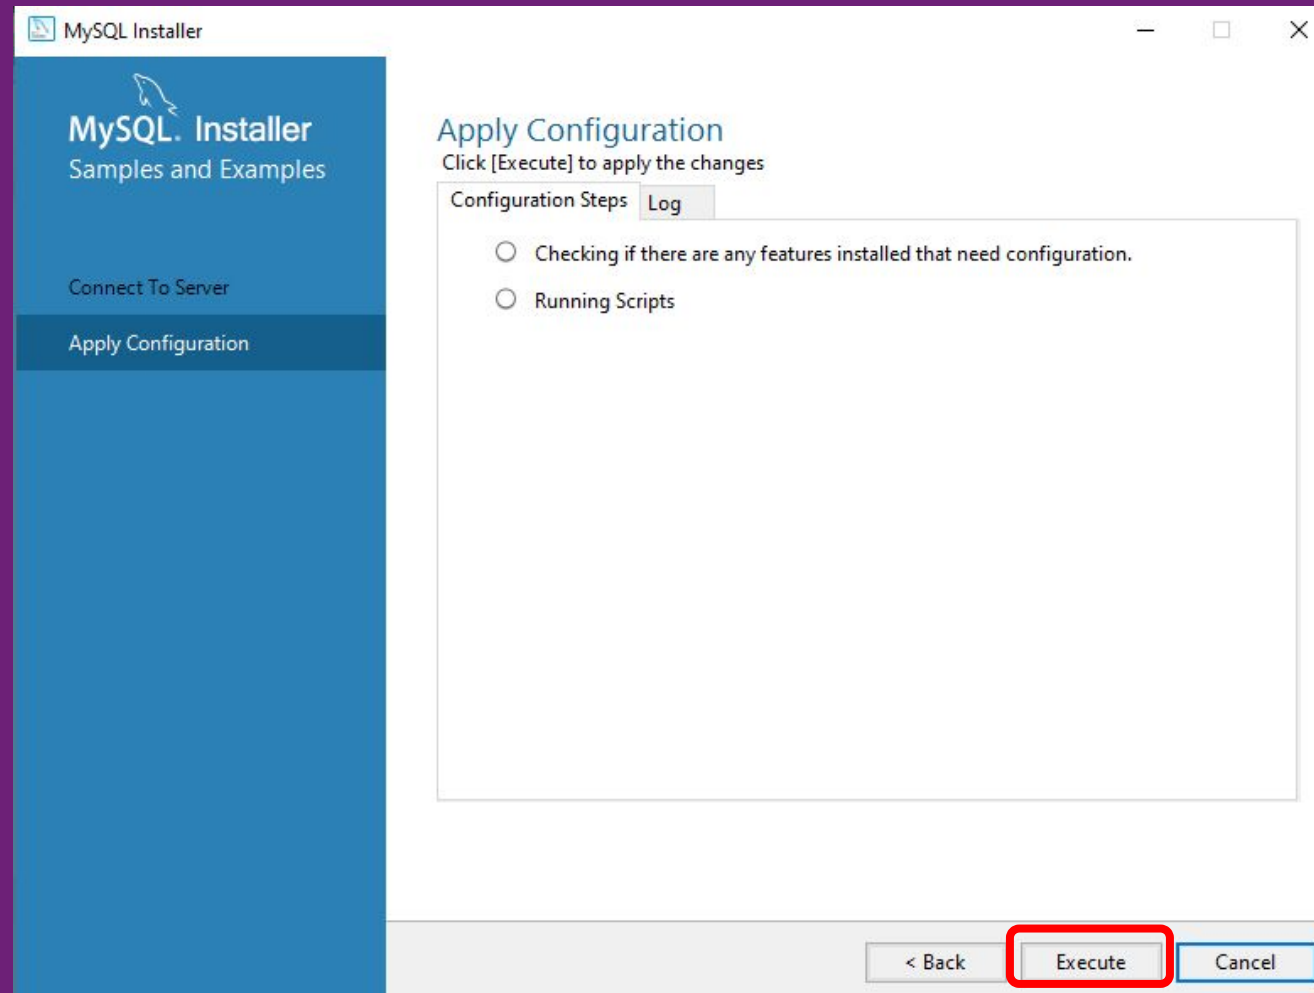 MySQL Installer
MySQL. Installer
Samples and Examples
Connect To Server
Apply Configuration
Apply Configuration
Click [Execute] to apply the changes
Configuration Steps
Log
Checking if there are any features installed that need configuration.
Running Scripts
< Back
Execute
Cancel